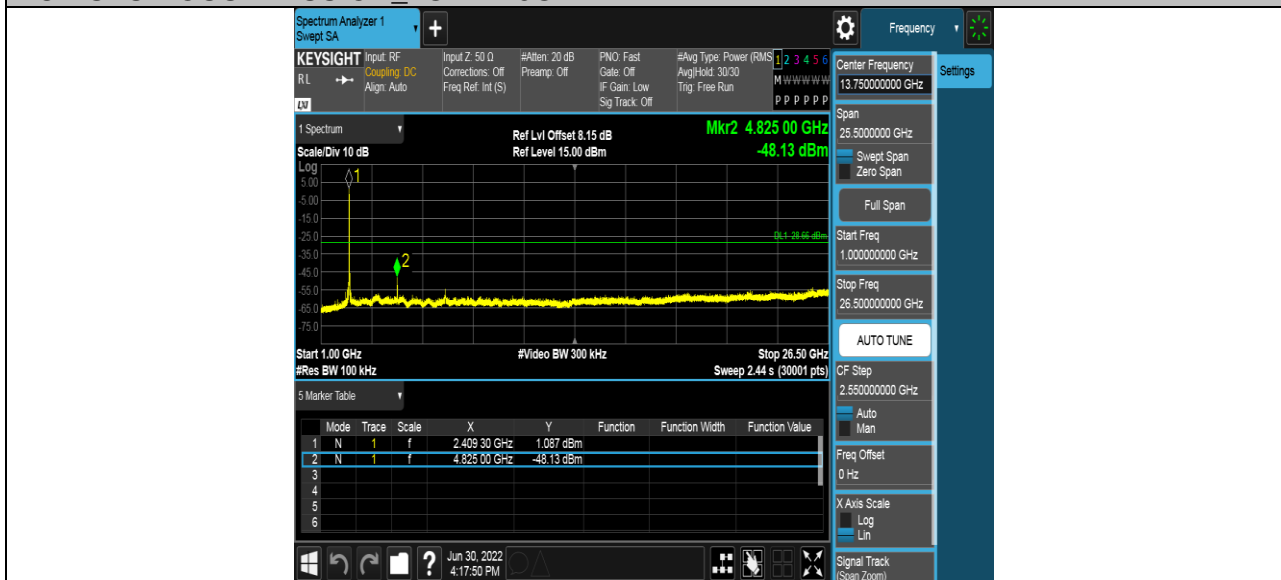 Spectrum Analyzer 1
Swept SA
+
Frequency
KEYSIGHT
RL
LXI
Input: RF
Coupling: DC
Align: Auto
Input Z: 50 Ω
Corrections: Off
Freq Ref: Int (S)
#Atten: 20 dB
Preamp: Off
PNO: Fast
Gate: Off
IF Gain: Low
Sig Track: Off
#Avg Type: Power (RMS
Avg|Hold: 30/30
Trig: Free Run
1 2 3 4 5 6
M W W W W W
P P P P P P
Center Frequency
13.750000000 GHz
Settings
Span
25.5000000 GHz
Swept Span
Zero Span
Full Span
Start Freq
1.000000000 GHz
Stop Freq
26.500000000 GHz
AUTO TUNE
CF Step
2.550000000 GHz
Auto
Man
Freq Offset
0 Hz
X Axis Scale
Log
Lin
Signal Track
(Span Zoom)
1 Spectrum
Scale/Div 10 dB
Ref Lvl Offset 8.15 dB
Ref Level 15.00 dBm
Mkr2 4.825 00 GHz
-48.13 dBm
Log
5.00
-5.00
-15.0
-25.0
-35.0
-45.0
-55.0
-65.0
-75.0
1
2
DL1 -28.66 dBm
Start 1.00 GHz
#Video BW 300 kHz
Stop 26.50 GHz
#Res BW 100 kHz
Sweep 2.44 s (30001 pts)
5 Marker Table
Mode Trace Scale X Y Function Function Width Function Value
1 N 1 f 2.409 30 GHz 1.087 dBm
2 N 1 f 4.825 00 GHz -48.13 dBm
3
4
5
6
?
Jun 30, 2022
4:17:50 PM